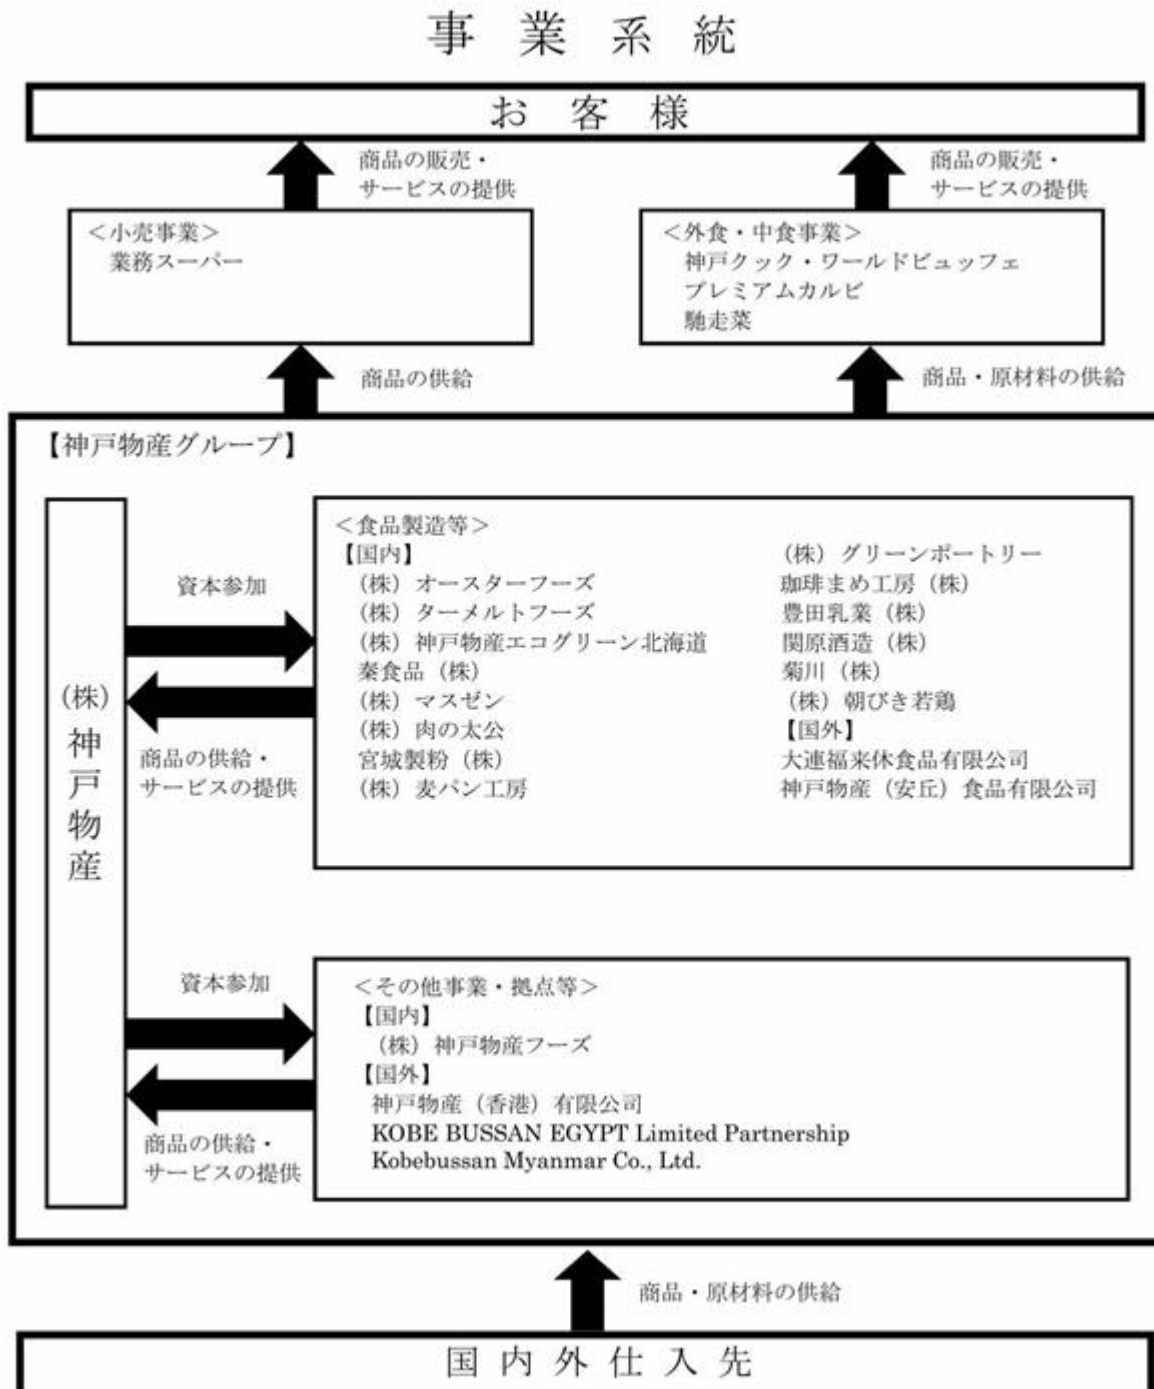 事業系統
お客様
商品の販売・
サービスの提供
商品の販売・
サービスの提供
＜小売事業＞
業務スーパー
＜外食・中食事業＞
神戸クック・ワールドビュッフェ
プレミアムカルビ
馳走菜
商品の供給
商品・原材料の供給
【神戸物産グループ】
(株)神戸物産
資本参加
商品の供給・
サービスの提供
＜食品製造等＞
【国内】
(株) オースターフーズ
(株) ターメルトフーズ
(株) 神戸物産エコグリーン北海道
秦食品 (株)
(株) マスゼン
(株) 肉の太公
宮城製粉 (株)
(株) 麦パン工房
(株) グリーンポートリー
珈琲まめ工房 (株)
豊田乳業 (株)
関原酒造 (株)
菊川 (株)
(株) 朝びき若鶏
【国外】
大連福来休食品有限公司
神戸物産（安丘）食品有限公司
資本参加
商品の供給・
サービスの提供
＜その他事業・拠点等＞
【国内】
(株) 神戸物産フーズ
【国外】
神戸物産（香港）有限公司
KOBE BUSSAN EGYPT Limited Partnership
Kobebussan Myanmar Co., Ltd.
商品・原材料の供給
国内外仕入先